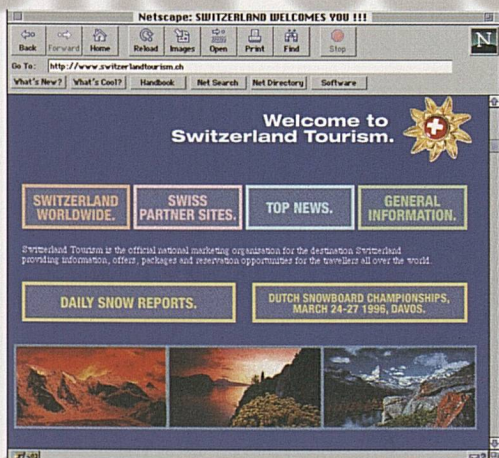 Netscape: SWITZERLAND WELCOMES YOU !!!
Back Forward Home Reload Images Open Print Find Stop
N
Go To: http://www.switzerlandtourism.ch
What's New? What's Cool? Handbook Net Search Net Directory Software
Welcome to
Switzerland Tourism.
SWITZERLAND
WORLDWIDE.
SWISS
PARTNER SITES.
TOP NEWS.
GENERAL
INFORMATION.
Switzerland Tourism is the official national marketing organisation for the destination Switzerland
providing information, offers, packages and reservation opportunities for the travellers all over the world.
DAILY SNOW REPORTS.
DUTCH SNOWBOARD CHAMPIONSHIPS,
MARCH 24-27 1996, DAVOS.